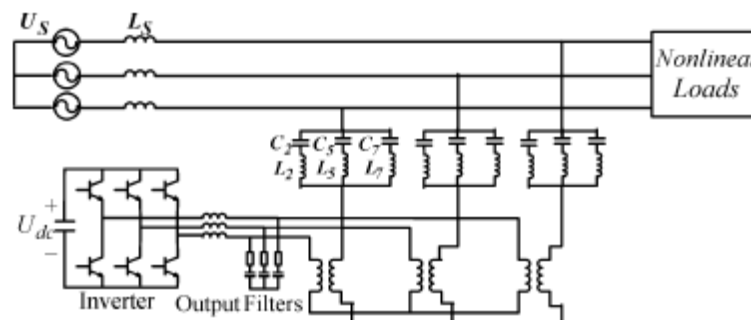 U_S L_S
Nonlinear
Loads
C_2 C_5 C_7
L_2 L_5 L_7
+
U_dc
−
Inverter Output Filters